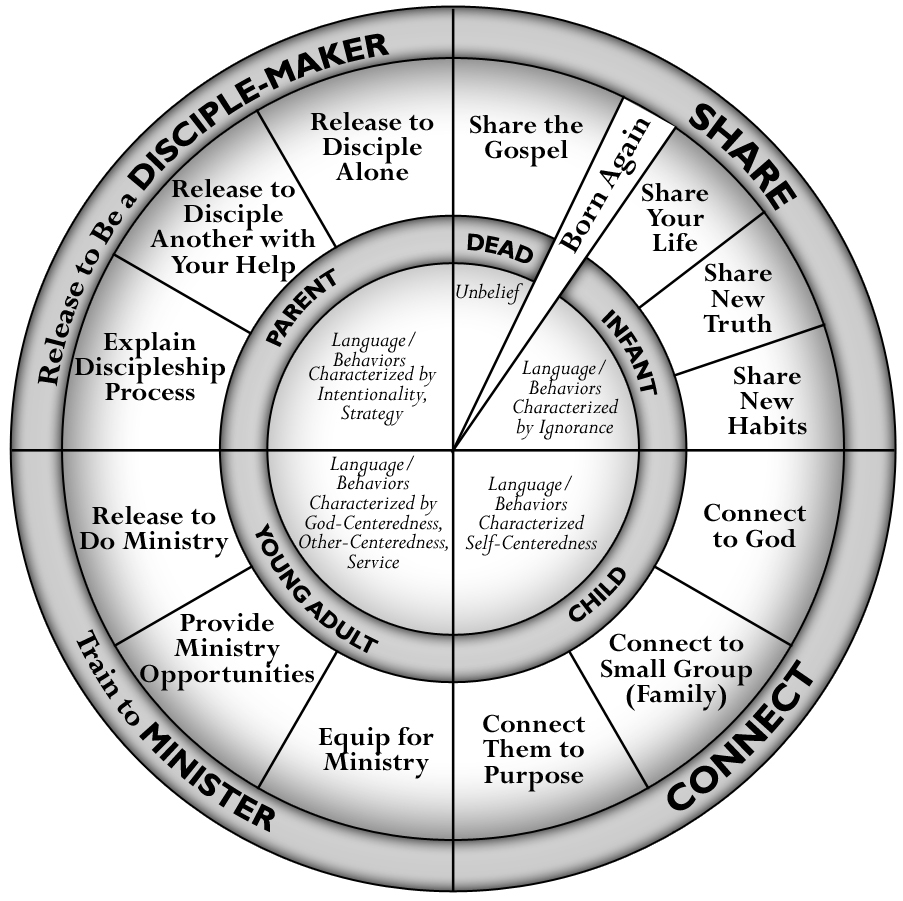 SHARE
Share the
Gospel
Born Again
Share
Your
Life
Share
New
Truth
Share
New
Habits
DEAD
Unbelief
INFANT
Language/
Behaviors
Characterized
by Ignorance
CONNECT
Connect
to God
Connect to
Small Group
(Family)
Connect
Them to
Purpose
CHILD
Language/
Behaviors
Characterized
Self-Centeredness
Train to MINISTER
Equip for
Ministry
Provide
Ministry
Opportunities
Release to
Do Ministry
YOUNG ADULT
Language/
Behaviors
Characterized by
God-Centeredness,
Other-Centeredness,
Service
Release to Be a DISCIPLE-MAKER
Explain
Discipleship
Process
Release to
Disciple
Another with
Your Help
Release to
Disciple
Alone
PARENT
Language/
Behaviors
Characterized by
Intentionality,
Strategy